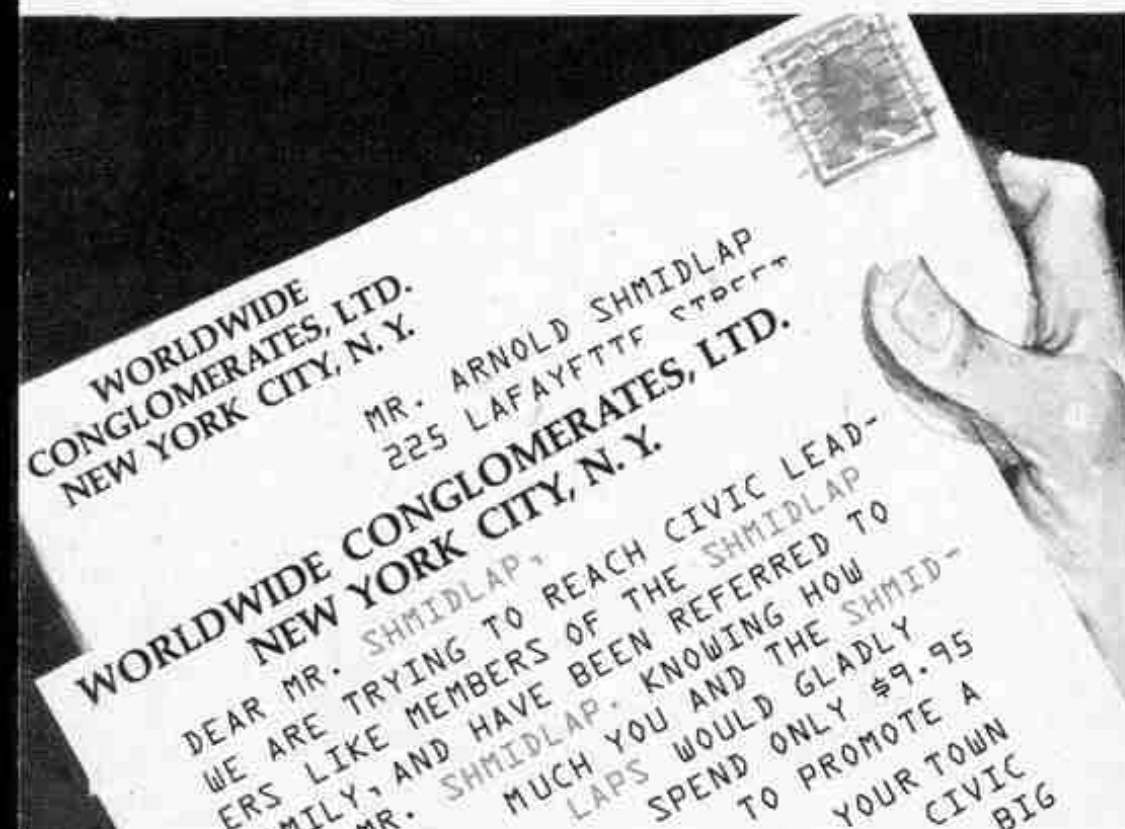 WORLDWIDE
CONGLOMERATES, LTD.
NEW YORK CITY, N. Y.
MR. ARNOLD SHMIDLAP
225 LAFAYETTE STREET
WORLDWIDE CONGLOMERATES, LTD.
NEW YORK CITY, N. Y.
DEAR MR. SHMIDLAP,
WE ARE TRYING TO REACH CIVIC LEAD-
ERS LIKE MEMBERS OF THE SHMIDLAP
MILY, AND HAVE BEEN REFERRED TO
MR. SHMIDLAP. KNOWING HOW
MUCH YOU AND THE SHMID-
LAPS WOULD GLADLY
SPEND ONLY $9.95
TO PROMOTE A
YOUR TOWN
CIVIC
BIG